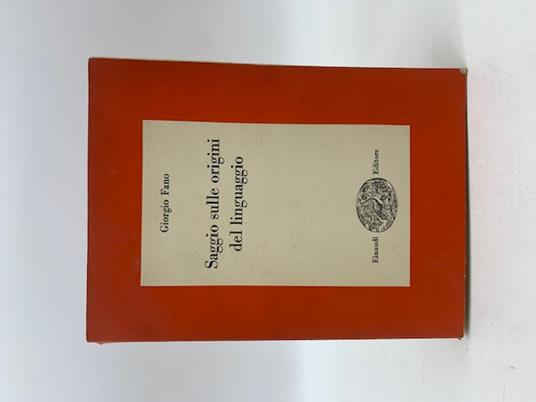 Giorgio Fano
Saggio sulle origini
del linguaggio
Einaudi Editore